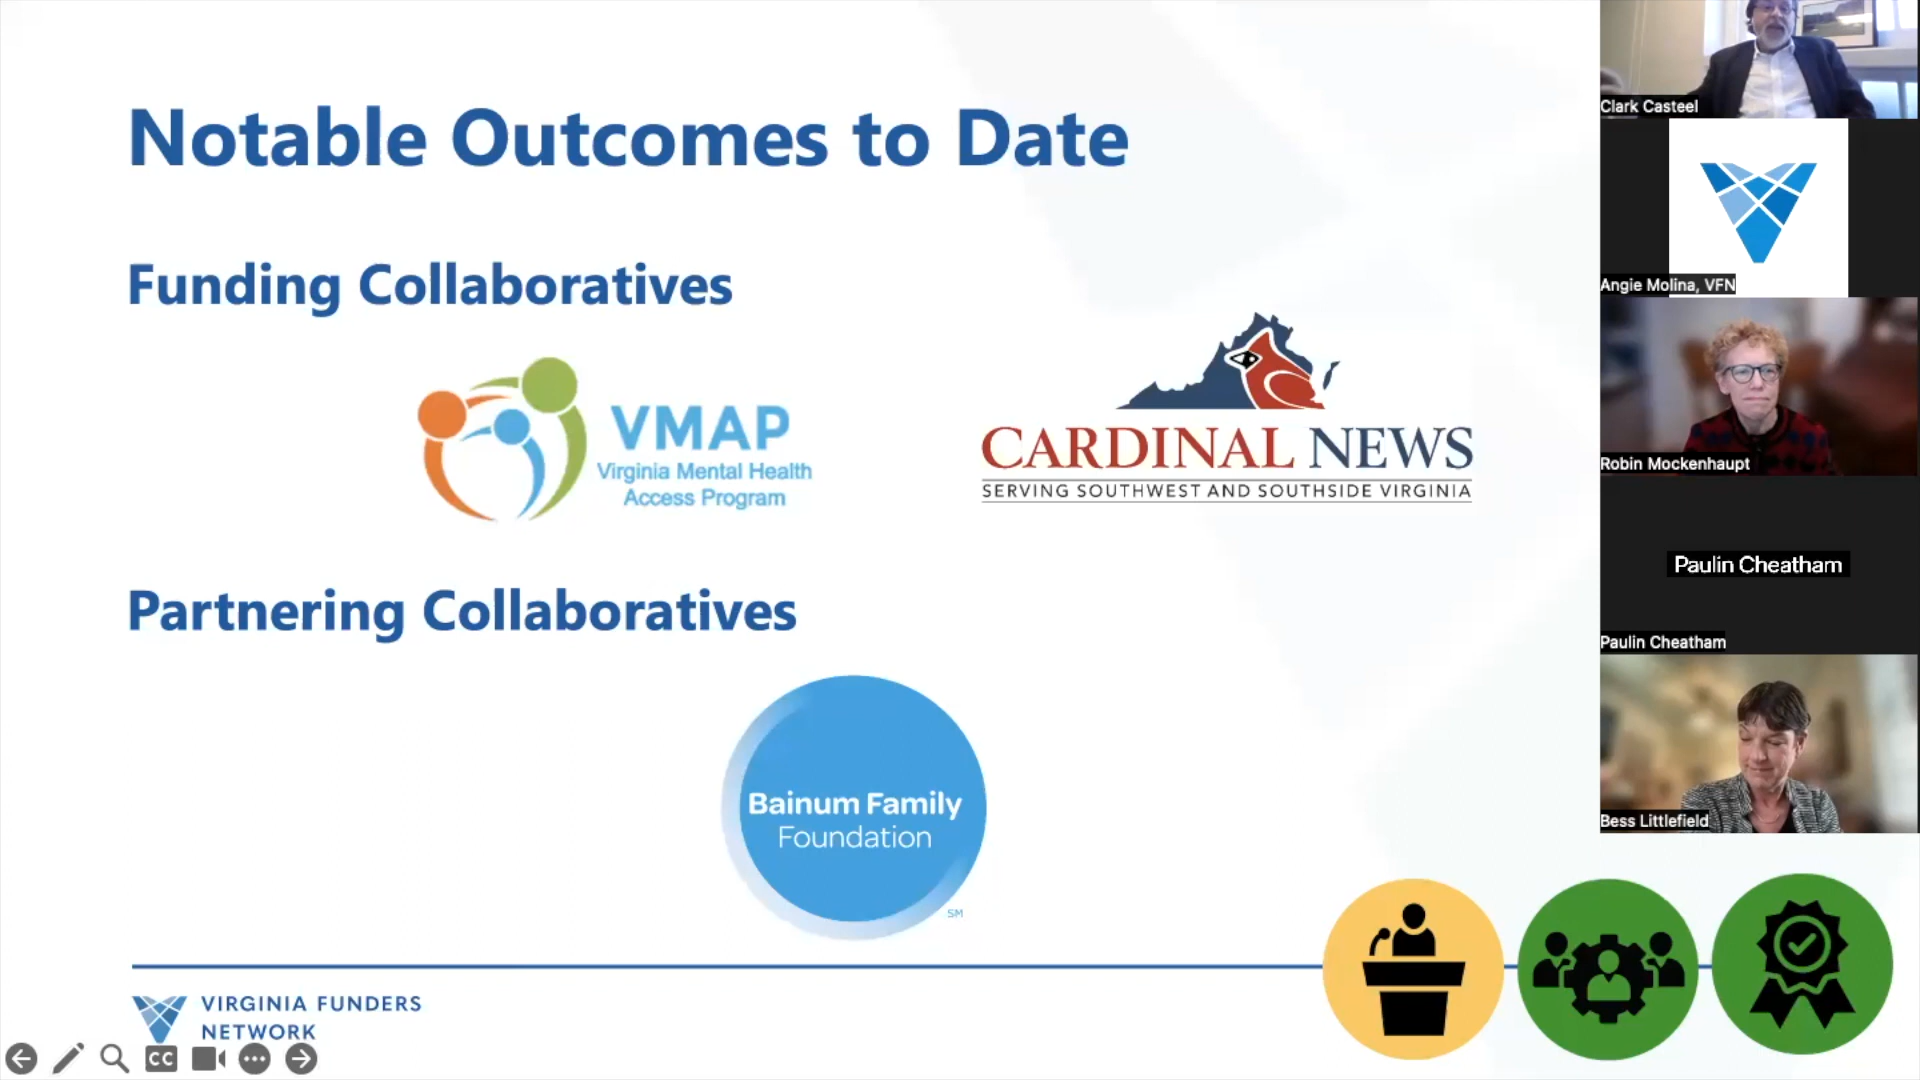 Notable Outcomes to Date
Funding Collaboratives
VMAP
Virginia Mental Health
Access Program
CARDINAL NEWS
SERVING SOUTHWEST AND SOUTHSIDE VIRGINIA
Partnering Collaboratives
Bainum Family
Foundation
SM
VIRGINIA FUNDERS
NETWORK
CC
Clark Casteel
Angie Molina, VFN
Robin Mockenhaupt
Paulin Cheatham
Paulin Cheatham
Bess Littlefield